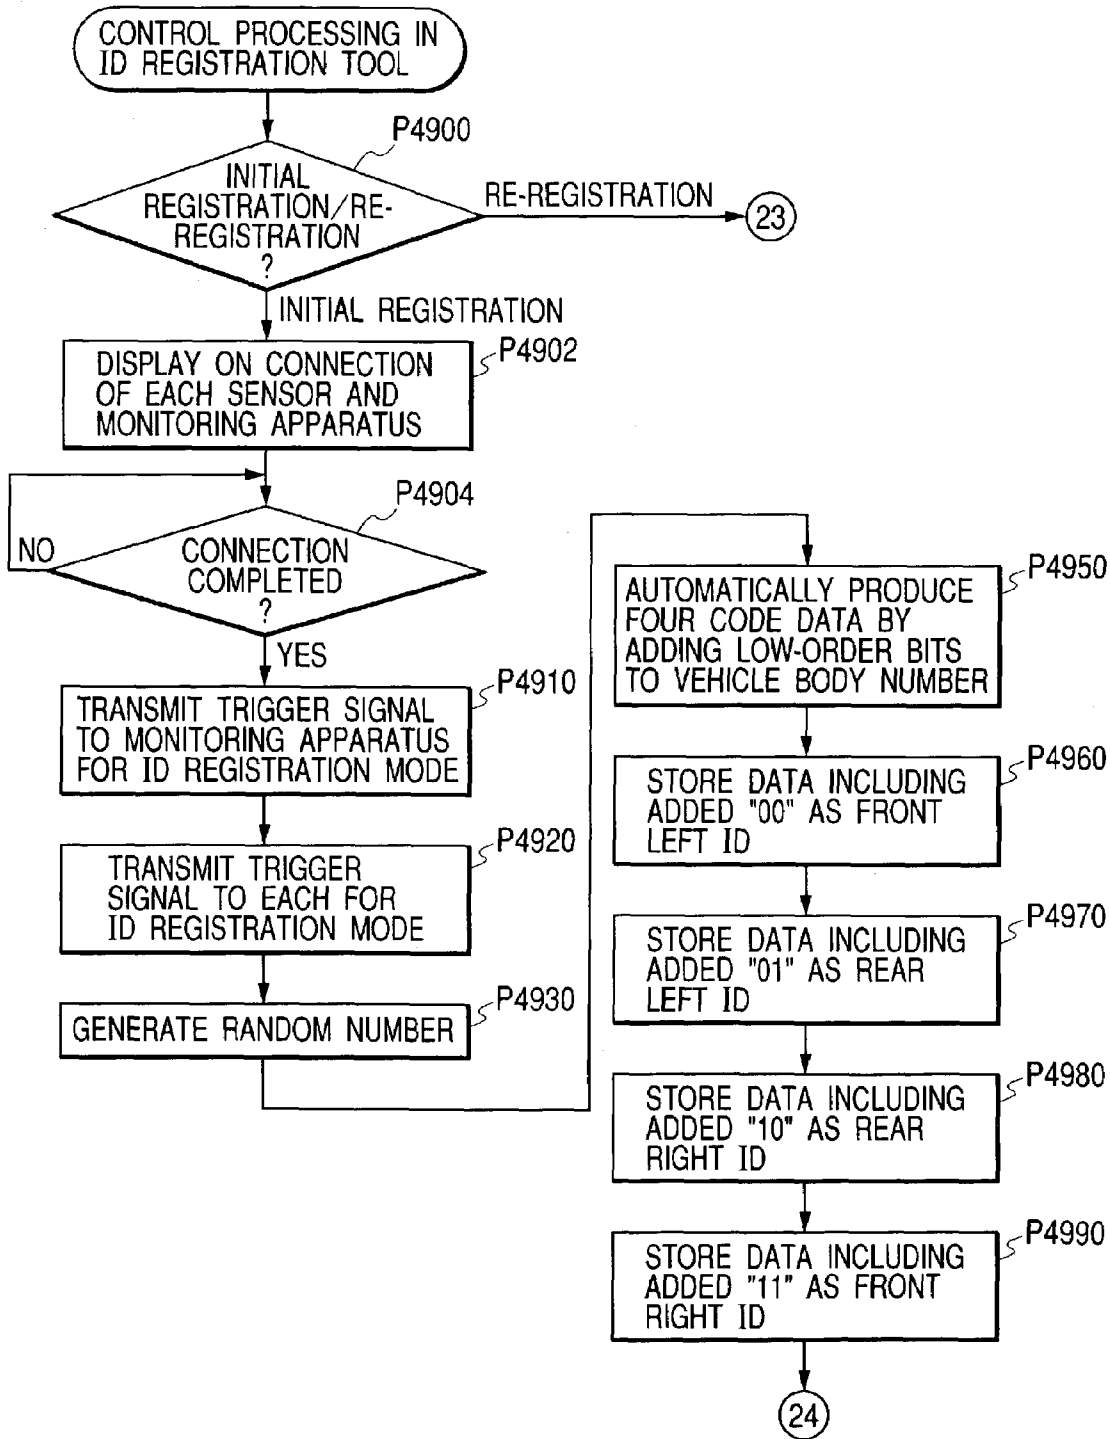 CONTROL PROCESSING IN
ID REGISTRATION TOOL
P4900
INITIAL
REGISTRATION/RE-
REGISTRATION
?
RE-REGISTRATION
23
INITIAL REGISTRATION
P4902
DISPLAY ON CONNECTION
OF EACH SENSOR AND
MONITORING APPARATUS
P4904
NO
CONNECTION
COMPLETED
?
YES
P4910
TRANSMIT TRIGGER SIGNAL
TO MONITORING APPARATUS
FOR ID REGISTRATION MODE
P4920
TRANSMIT TRIGGER
SIGNAL TO EACH FOR
ID REGISTRATION MODE
P4930
GENERATE RANDOM NUMBER
P4950
AUTOMATICALLY PRODUCE
FOUR CODE DATA BY
ADDING LOW-ORDER BITS
TO VEHICLE BODY NUMBER
P4960
STORE DATA INCLUDING
ADDED "00" AS FRONT
LEFT ID
P4970
STORE DATA INCLUDING
ADDED "01" AS REAR
LEFT ID
P4980
STORE DATA INCLUDING
ADDED "10" AS REAR
RIGHT ID
P4990
STORE DATA INCLUDING
ADDED "11" AS FRONT
RIGHT ID
24